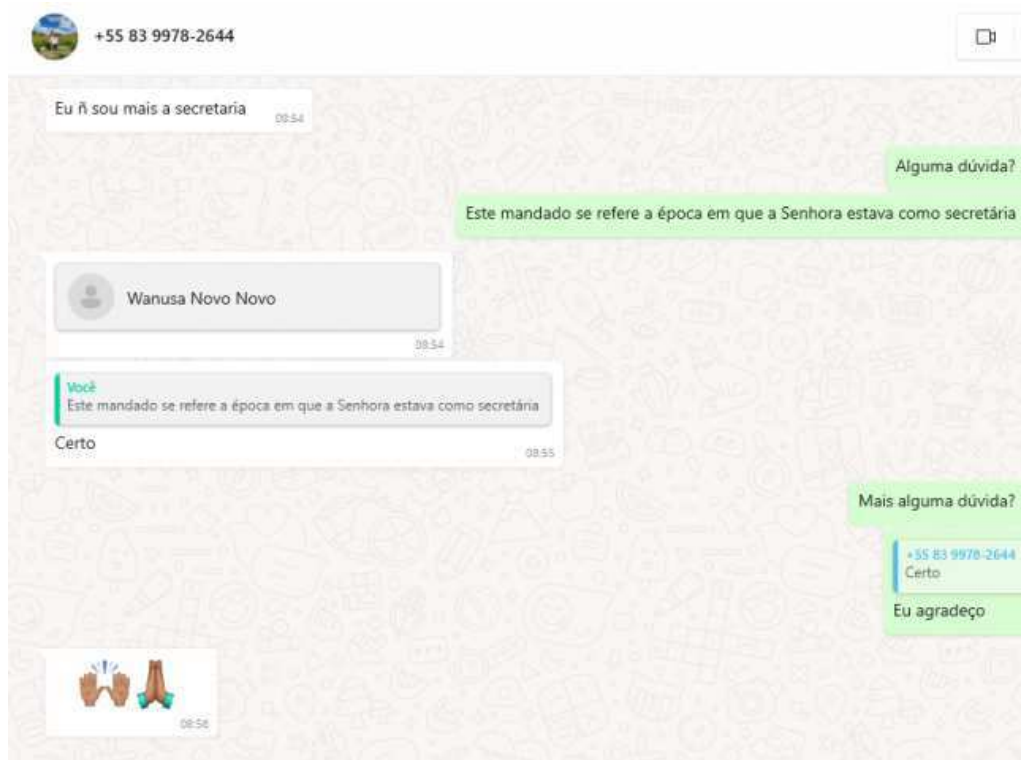 +55 83 9978-2644
Eu ñ sou mais a secretaria
08:54
Alguma dúvida?
Este mandado se refere a época em que a Senhora estava como secretária
Wanusa Novo Novo
08:54
Você
Este mandado se refere a época em que a Senhora estava como secretária
Certo
08:55
Mais alguma dúvida?
+55 83 9978-2644
Certo
Eu agradeço
08:56